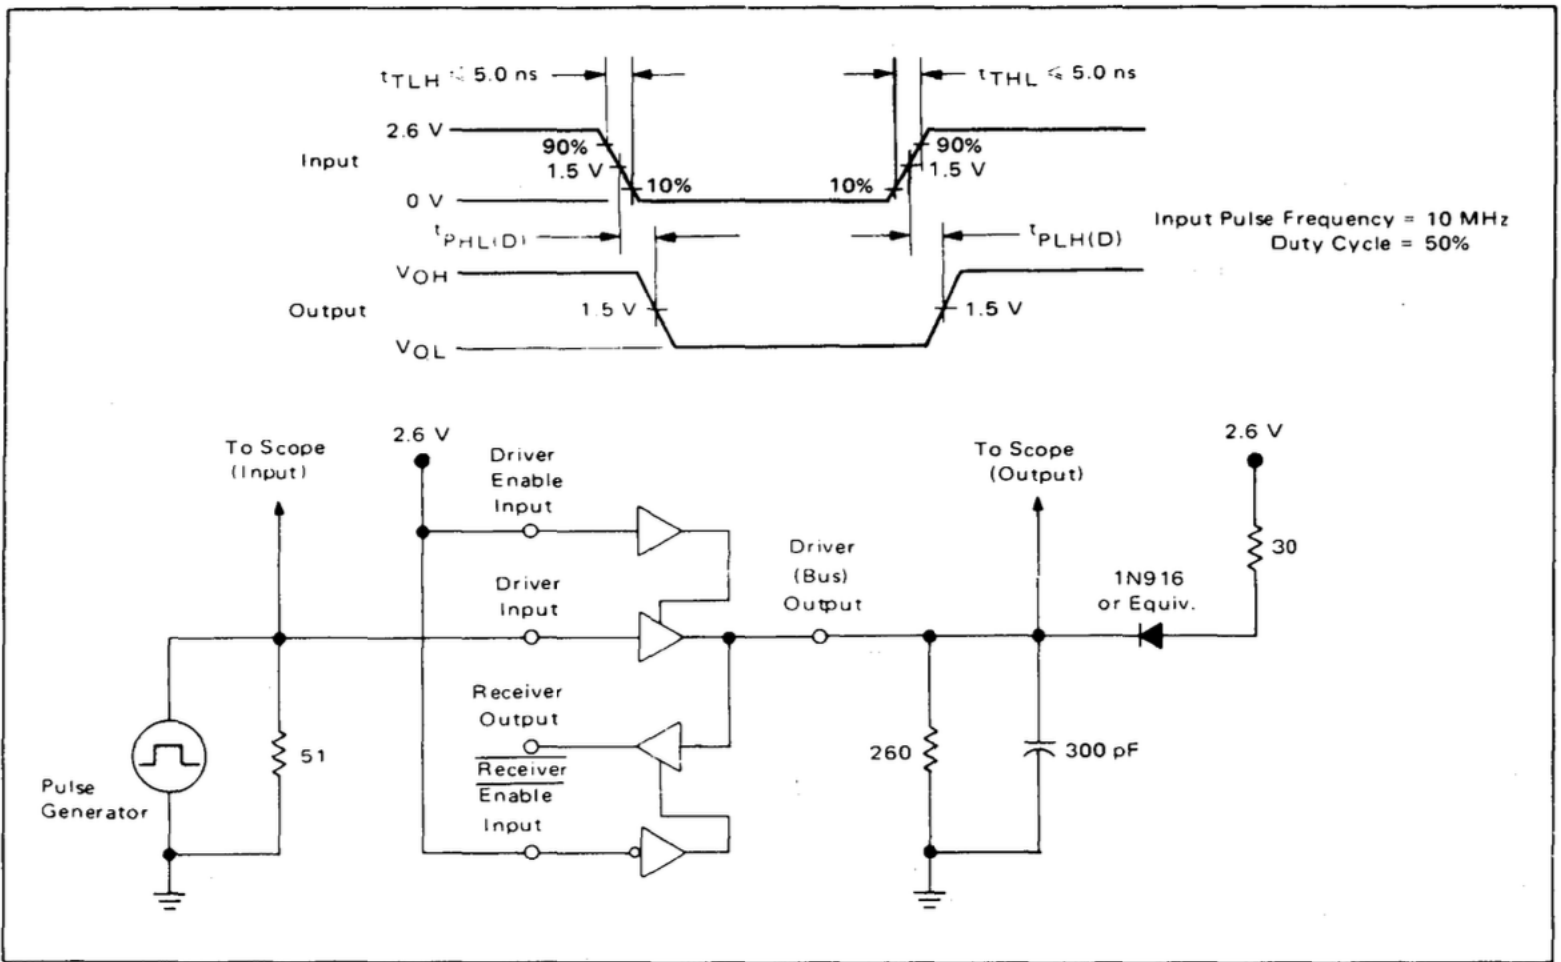 tTLH ≤ 5.0 ns
tTHL ≤ 5.0 ns
2.6 V
90%
90%
Input
1.5 V
1.5 V
10%
10%
0 V
Input Pulse Frequency = 10 MHz
Duty Cycle = 50%
tPHL(D)
tPLH(D)
VOH
Output
1.5 V
1.5 V
VOL
To Scope
(Input)
2.6 V
Driver
Enable
Input
To Scope
(Output)
2.6 V
30
Driver
Input
Driver
(Bus)
Output
1N916
or Equiv.
Receiver
Output
Receiver
Enable
Input
Pulse
Generator
51
260
300 pF